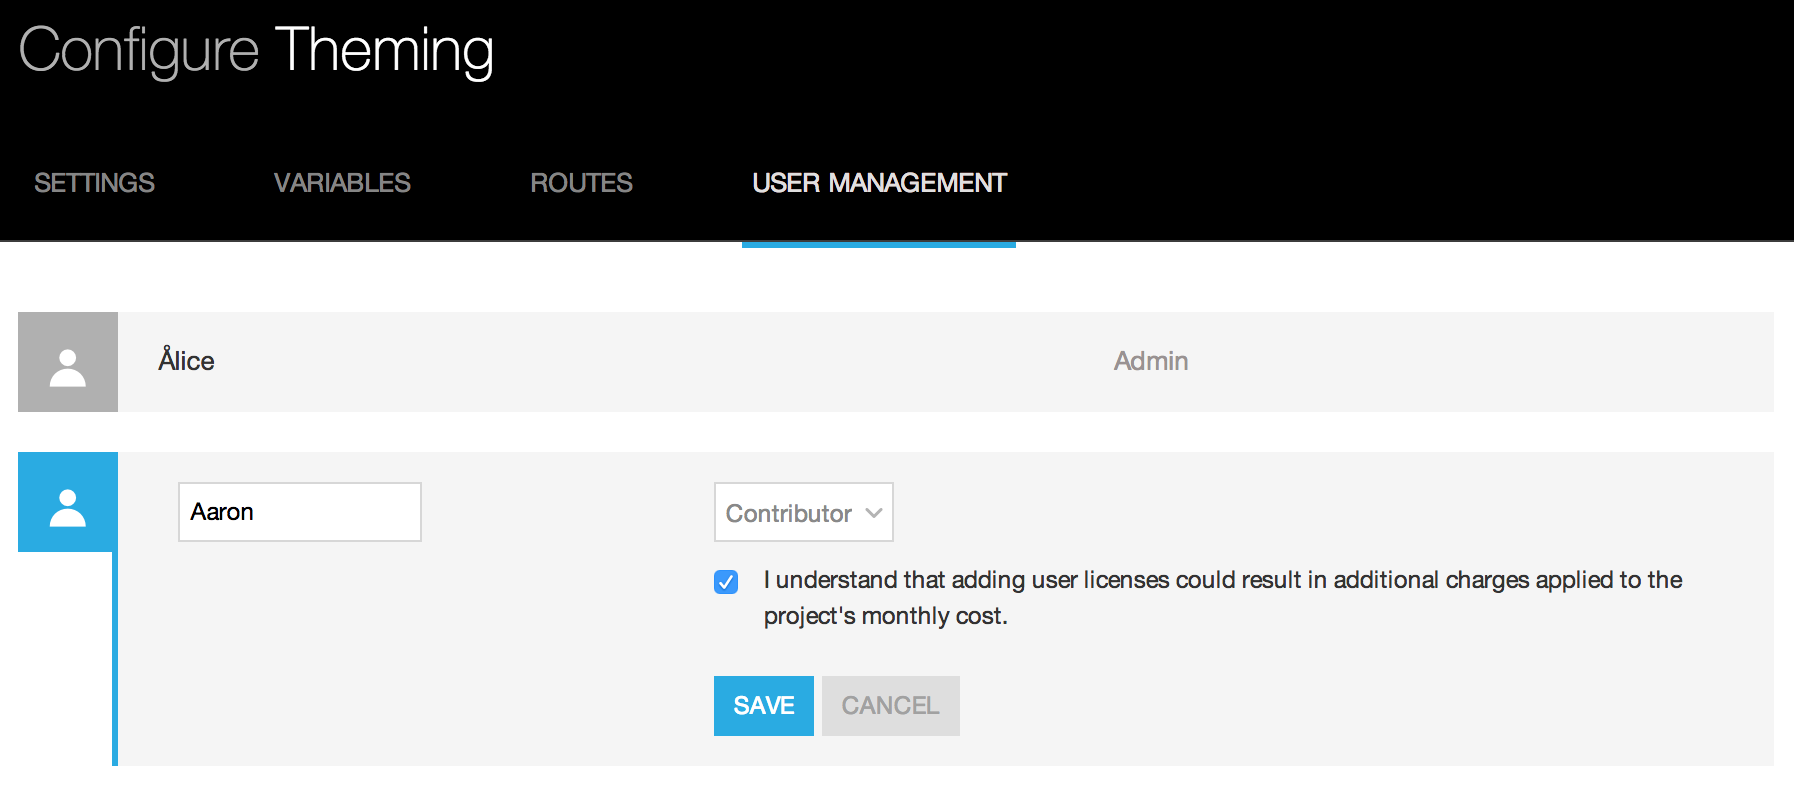 Configure Theming
SETTINGS VARIABLES ROUTES USER MANAGEMENT
Ålice Admin
Aaron Contributor
I understand that adding user licenses could result in additional charges applied to the
project's monthly cost.
SAVE CANCEL